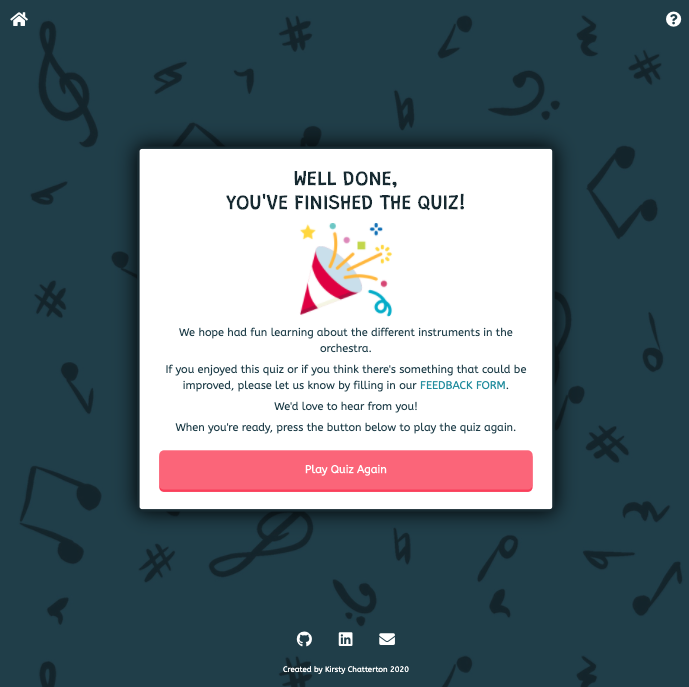 WELL DONE,
YOU'VE FINISHED THE QUIZ!
We hope had fun learning about the different instruments in the
orchestra.
If you enjoyed this quiz or if you think there's something that could be
improved, please let us know by filling in our FEEDBACK FORM.
We'd love to hear from you!
When you're ready, press the button below to play the quiz again.
Play Quiz Again
Created by Kirsty Chatterton 2020